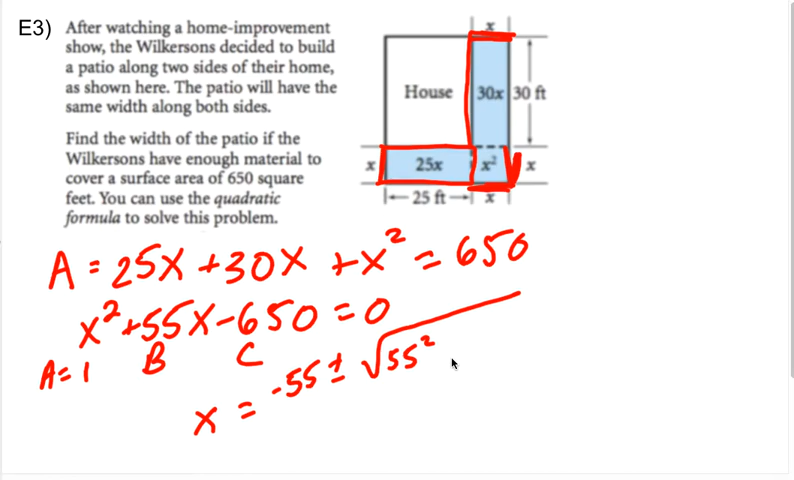 E3) After watching a home-improvement
show, the Wilkersons decided to build
a patio along two sides of their home,
as shown here. The patio will have the
same width along both sides.
Find the width of the patio if the
Wilkersons have enough material to
cover a surface area of 650 square
feet. You can use the quadratic
formula to solve this problem.
x
House 30x 30 ft
x 25x x² x
25 ft x
A = 25x + 30x + x² = 650
x² + 55x - 650 = 0
A = 1 B C
x = -55 ± √55²